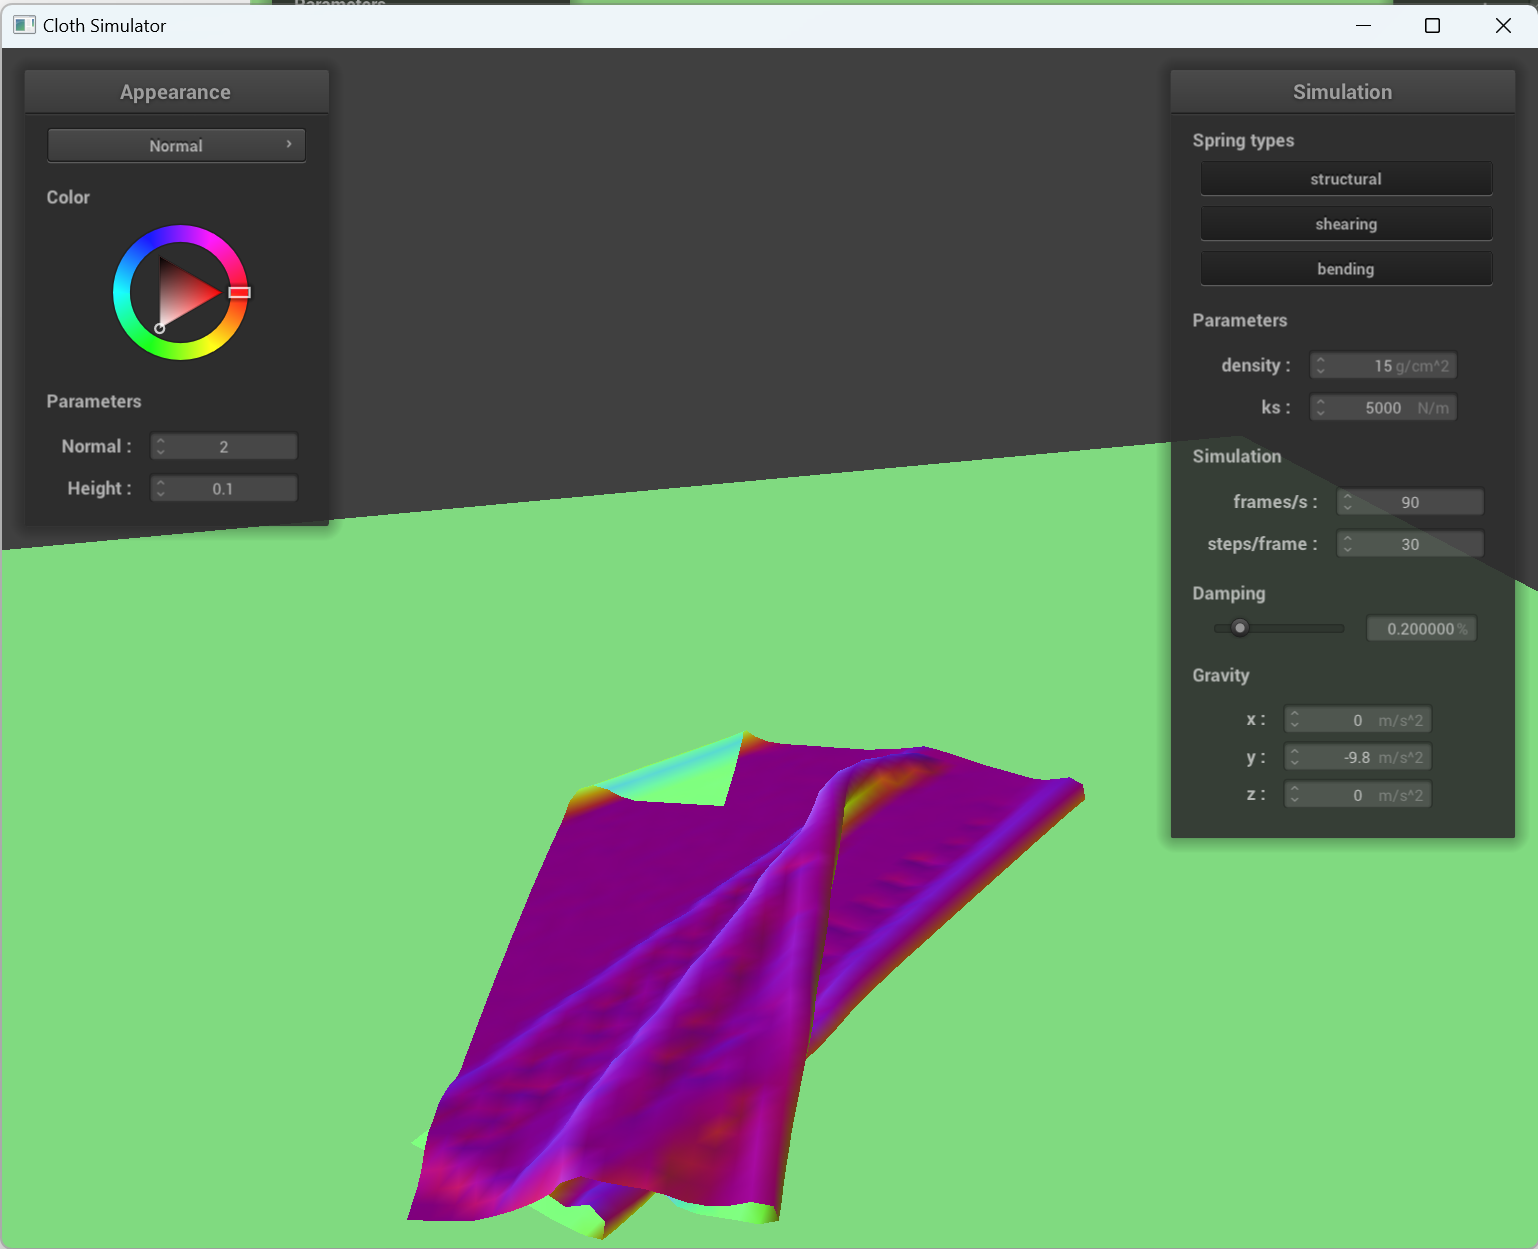 Parameters
Cloth Simulator
Appearance
Normal
Color
Parameters
Normal :
2
Height :
0.1
Simulation
Spring types
structural
shearing
bending
Parameters
density :
15 g/cm^2
ks :
5000 N/m
Simulation
frames/s :
90
steps/frame :
30
Damping
0.200000 %
Gravity
x :
0 m/s^2
y :
-9.8 m/s^2
z :
0 m/s^2